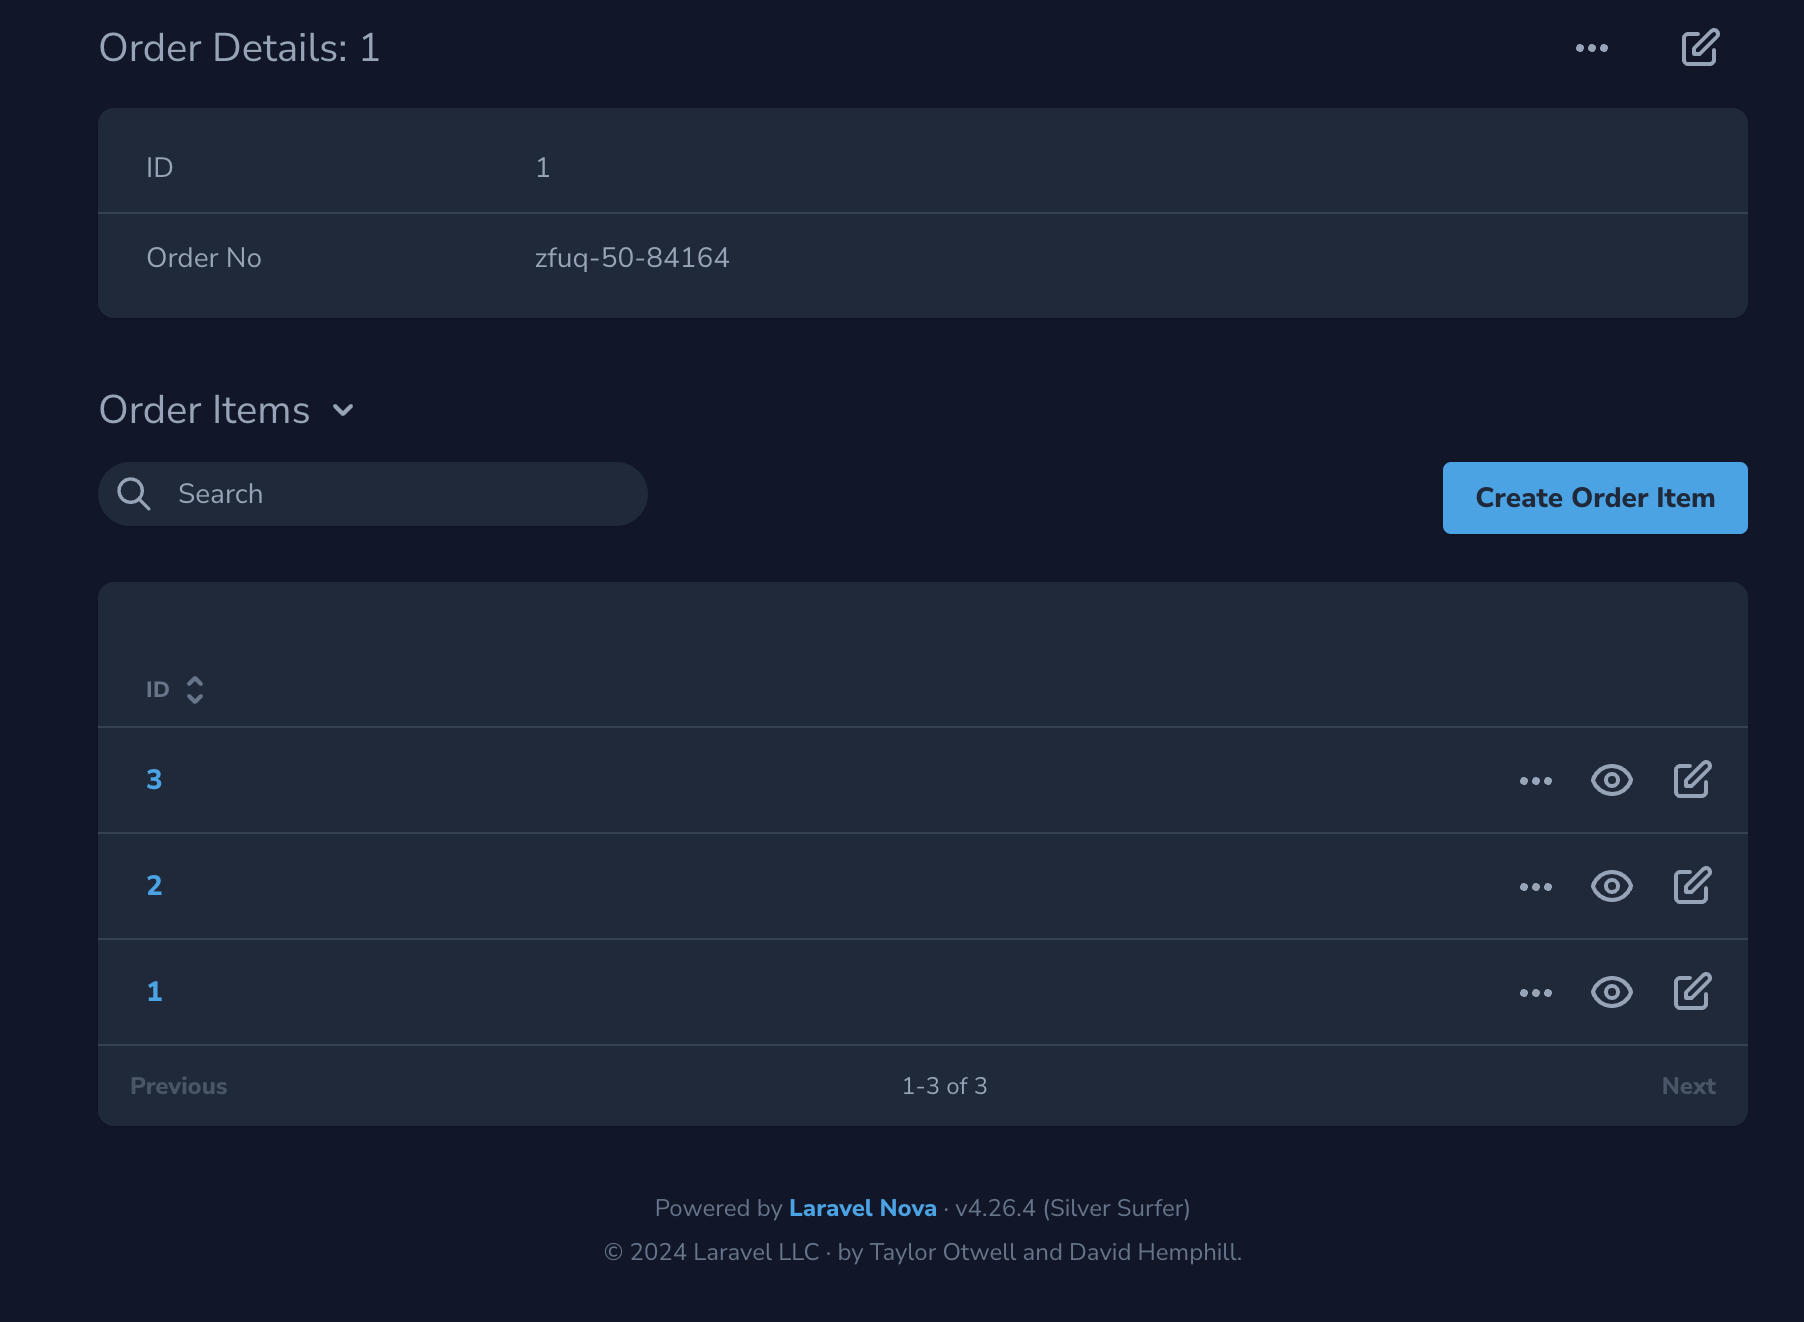 Order Details: 1
ID 1
Order No zfuq-50-84164
Order Items
Search
Create Order Item
ID
3
2
1
Previous 1-3 of 3 Next
Powered by Laravel Nova · v4.26.4 (Silver Surfer)
© 2024 Laravel LLC · by Taylor Otwell and David Hemphill.